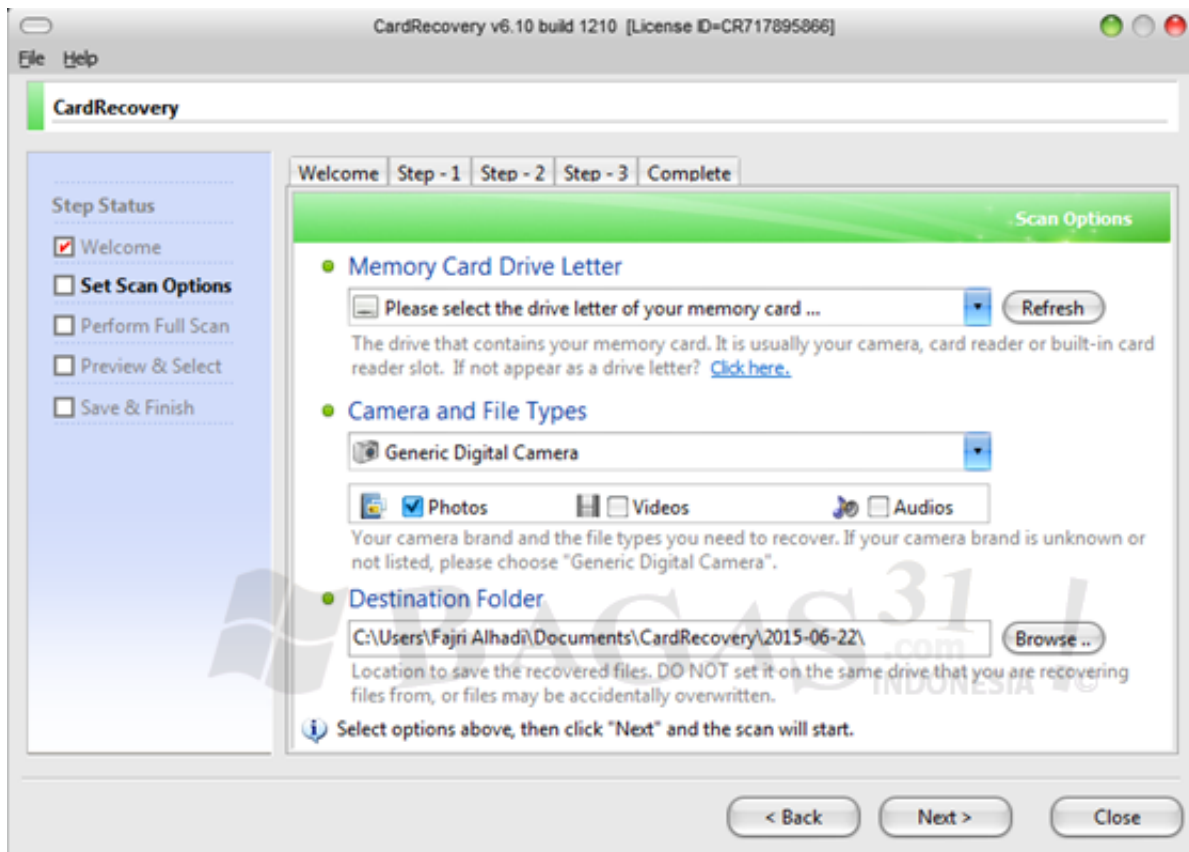 CardRecovery v6.10 build 1210 [License ID=CR717895866]
File Help
CardRecovery
Welcome Step - 1 Step - 2 Step - 3 Complete
Step Status
Welcome
Set Scan Options
Perform Full Scan
Preview & Select
Save & Finish
Scan Options
Memory Card Drive Letter
Please select the drive letter of your memory card ...
Refresh
The drive that contains your memory card. It is usually your camera, card reader or built-in card
reader slot. If not appear as a drive letter? Click here.
Camera and File Types
Generic Digital Camera
Photos Videos Audios
Your camera brand and the file types you need to recover. If your camera brand is unknown or
not listed, please choose "Generic Digital Camera".
Destination Folder
C:\Users\Fajri Alhadi\Documents\CardRecovery\2015-06-22\
Browse ..
Location to save the recovered files. DO NOT set it on the same drive that you are recovering
files from, or files may be accidentally overwritten.
Select options above, then click "Next" and the scan will start.
BAGAS31!
.com
INDONESIA ©
< Back Next > Close